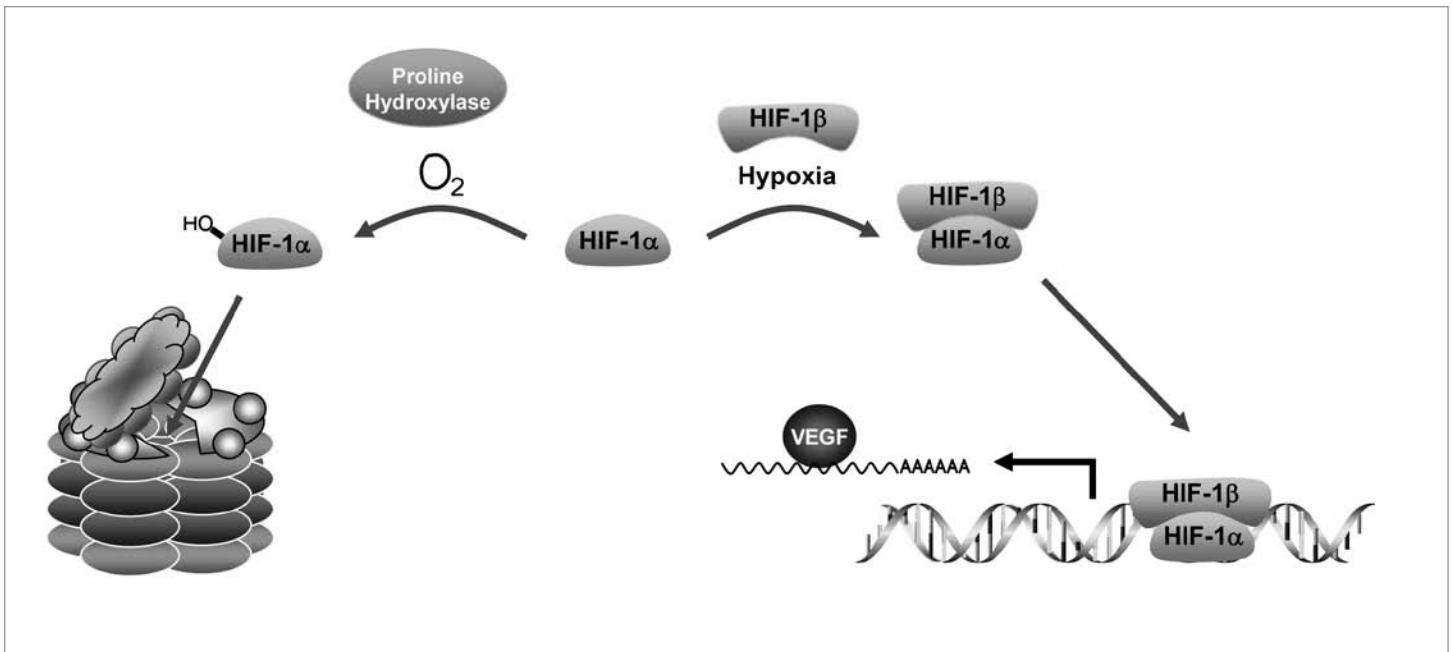 Proline
Hydroxylase
O₂
HIF-1β
Hypoxia
HO
HIF-1α
HIF-1α
HIF-1β
HIF-1α
VEGF
AAAAAA
HIF-1β
HIF-1α